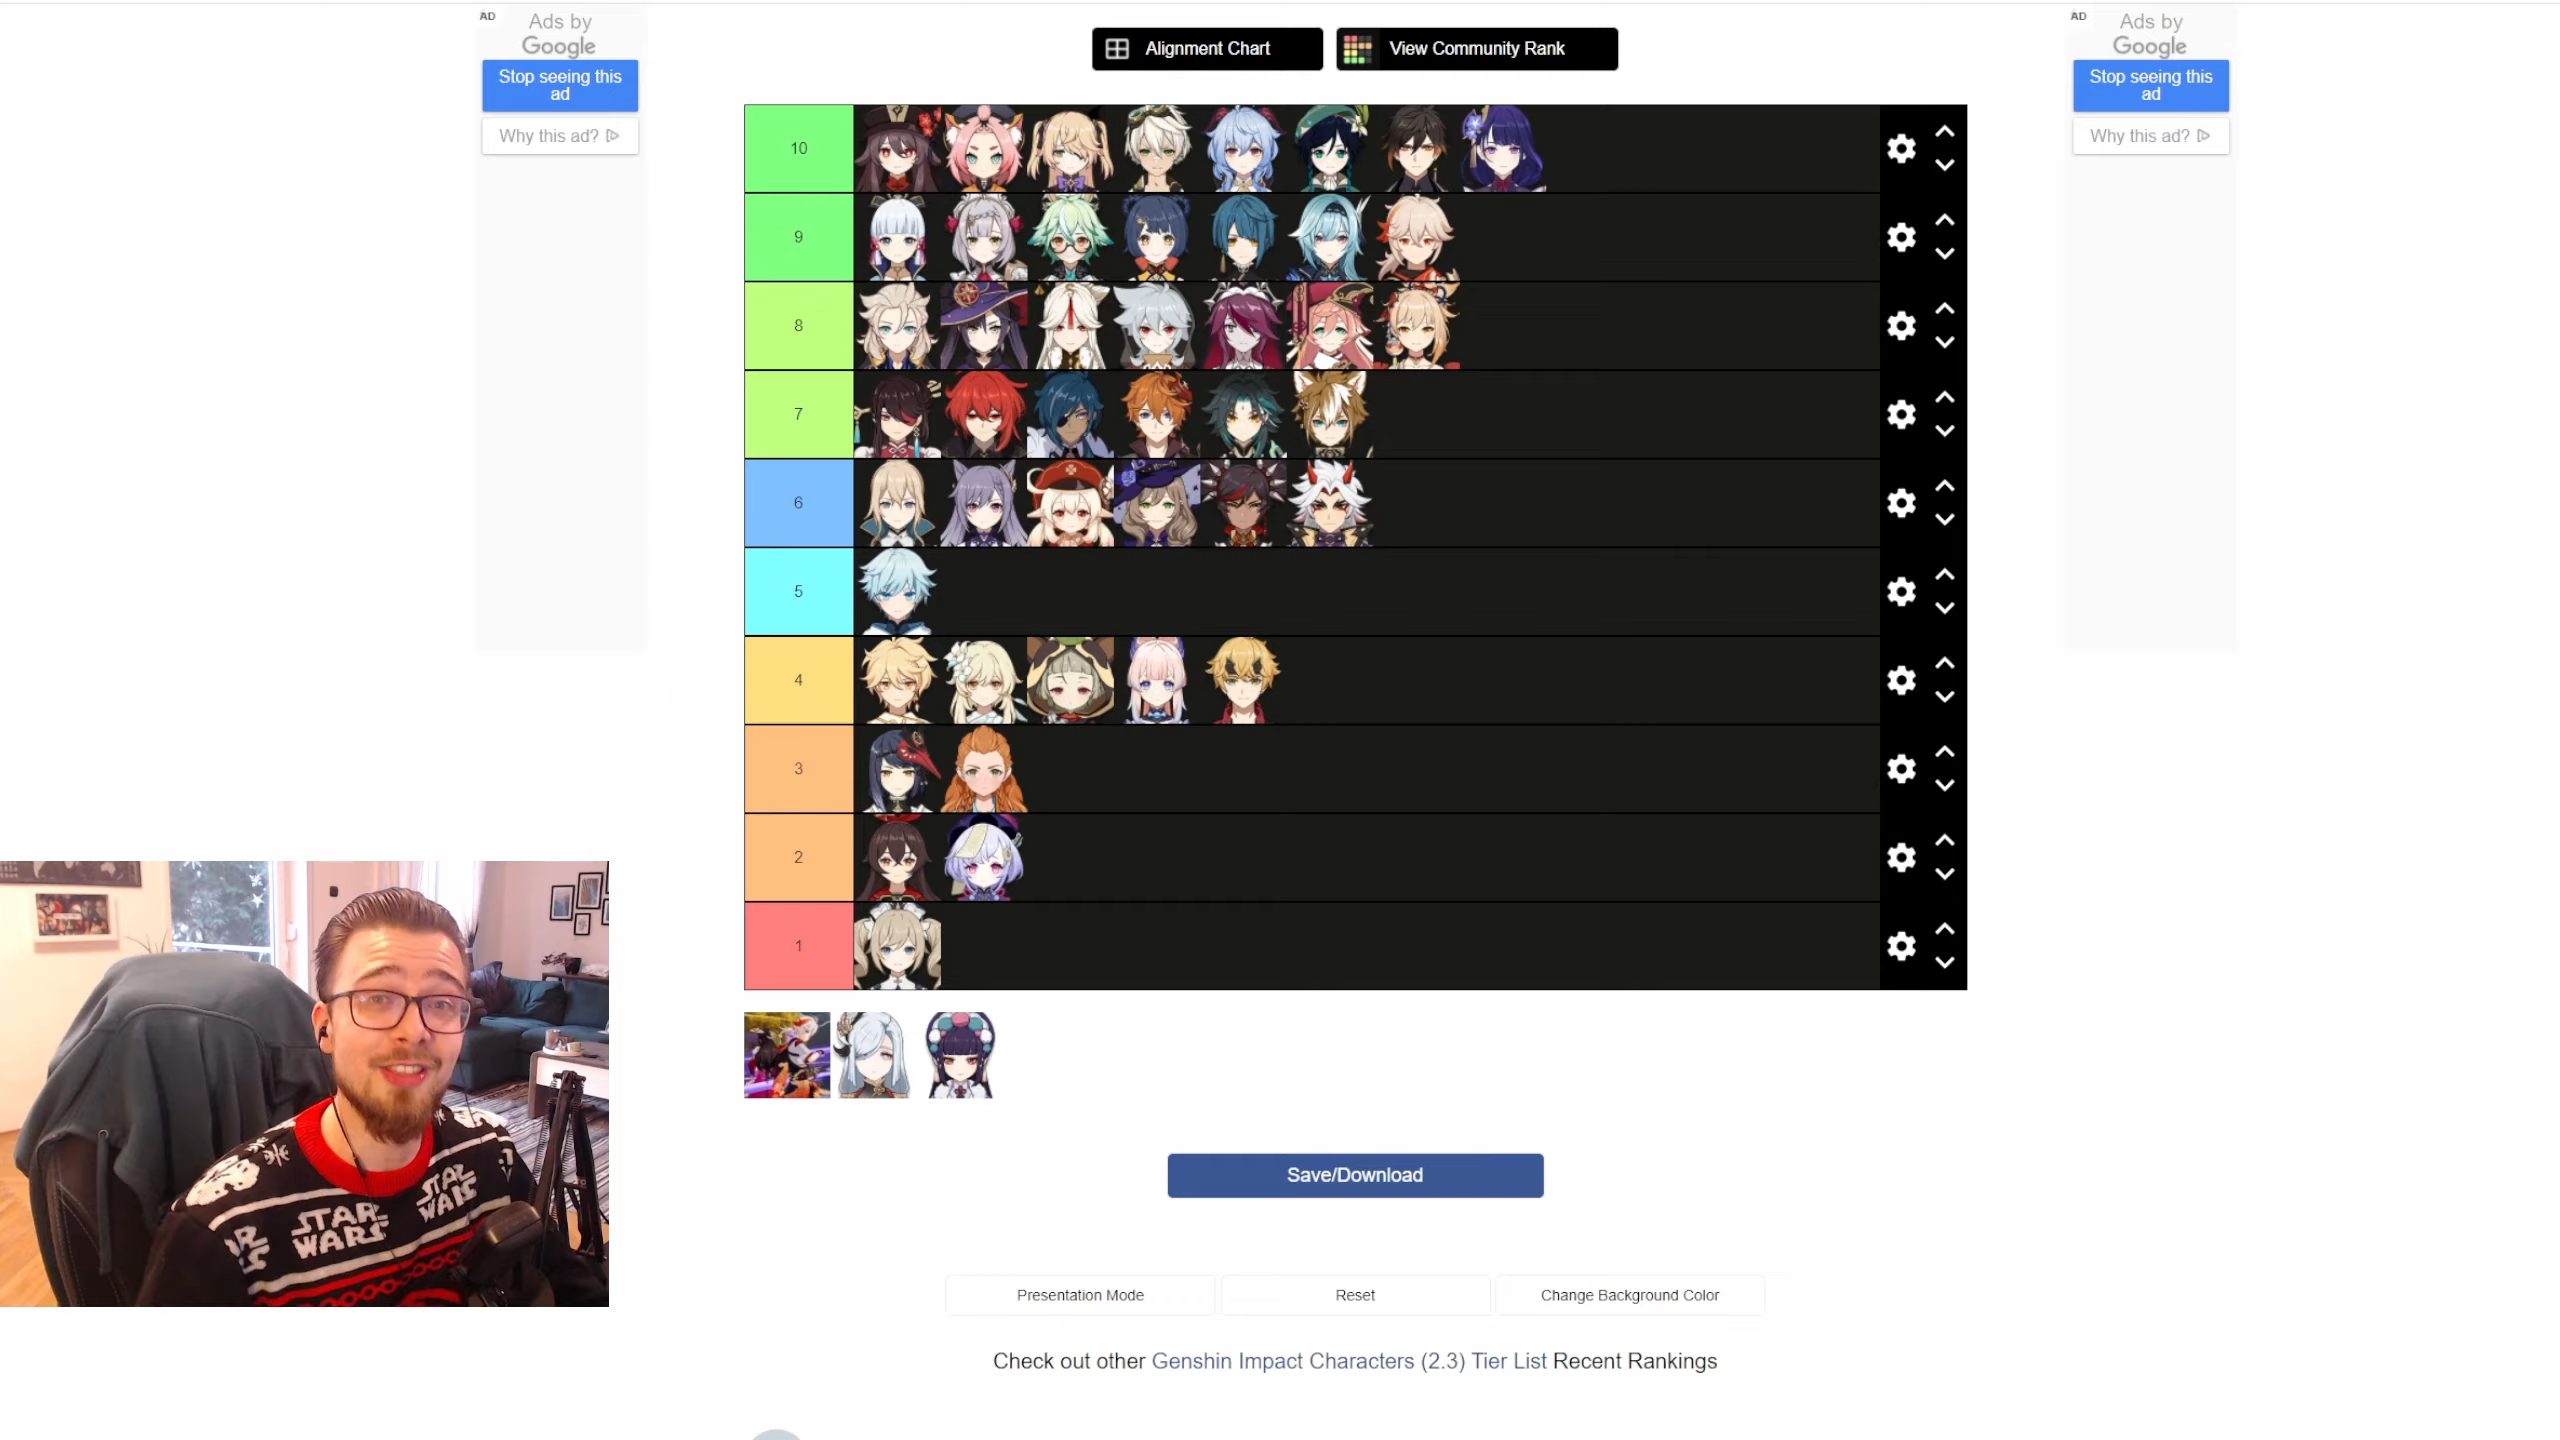 AD
Ads by
Google
Stop seeing this
ad
Why this ad?
Alignment Chart
View Community Rank
AD
Ads by
Google
Stop seeing this
ad
Why this ad?
10
9
8
7
6
5
4
3
2
1
STAR
WARS
STAR
WARS
Save/Download
Presentation Mode
Reset
Change Background Color
Check out other Genshin Impact Characters (2.3) Tier List Recent Rankings